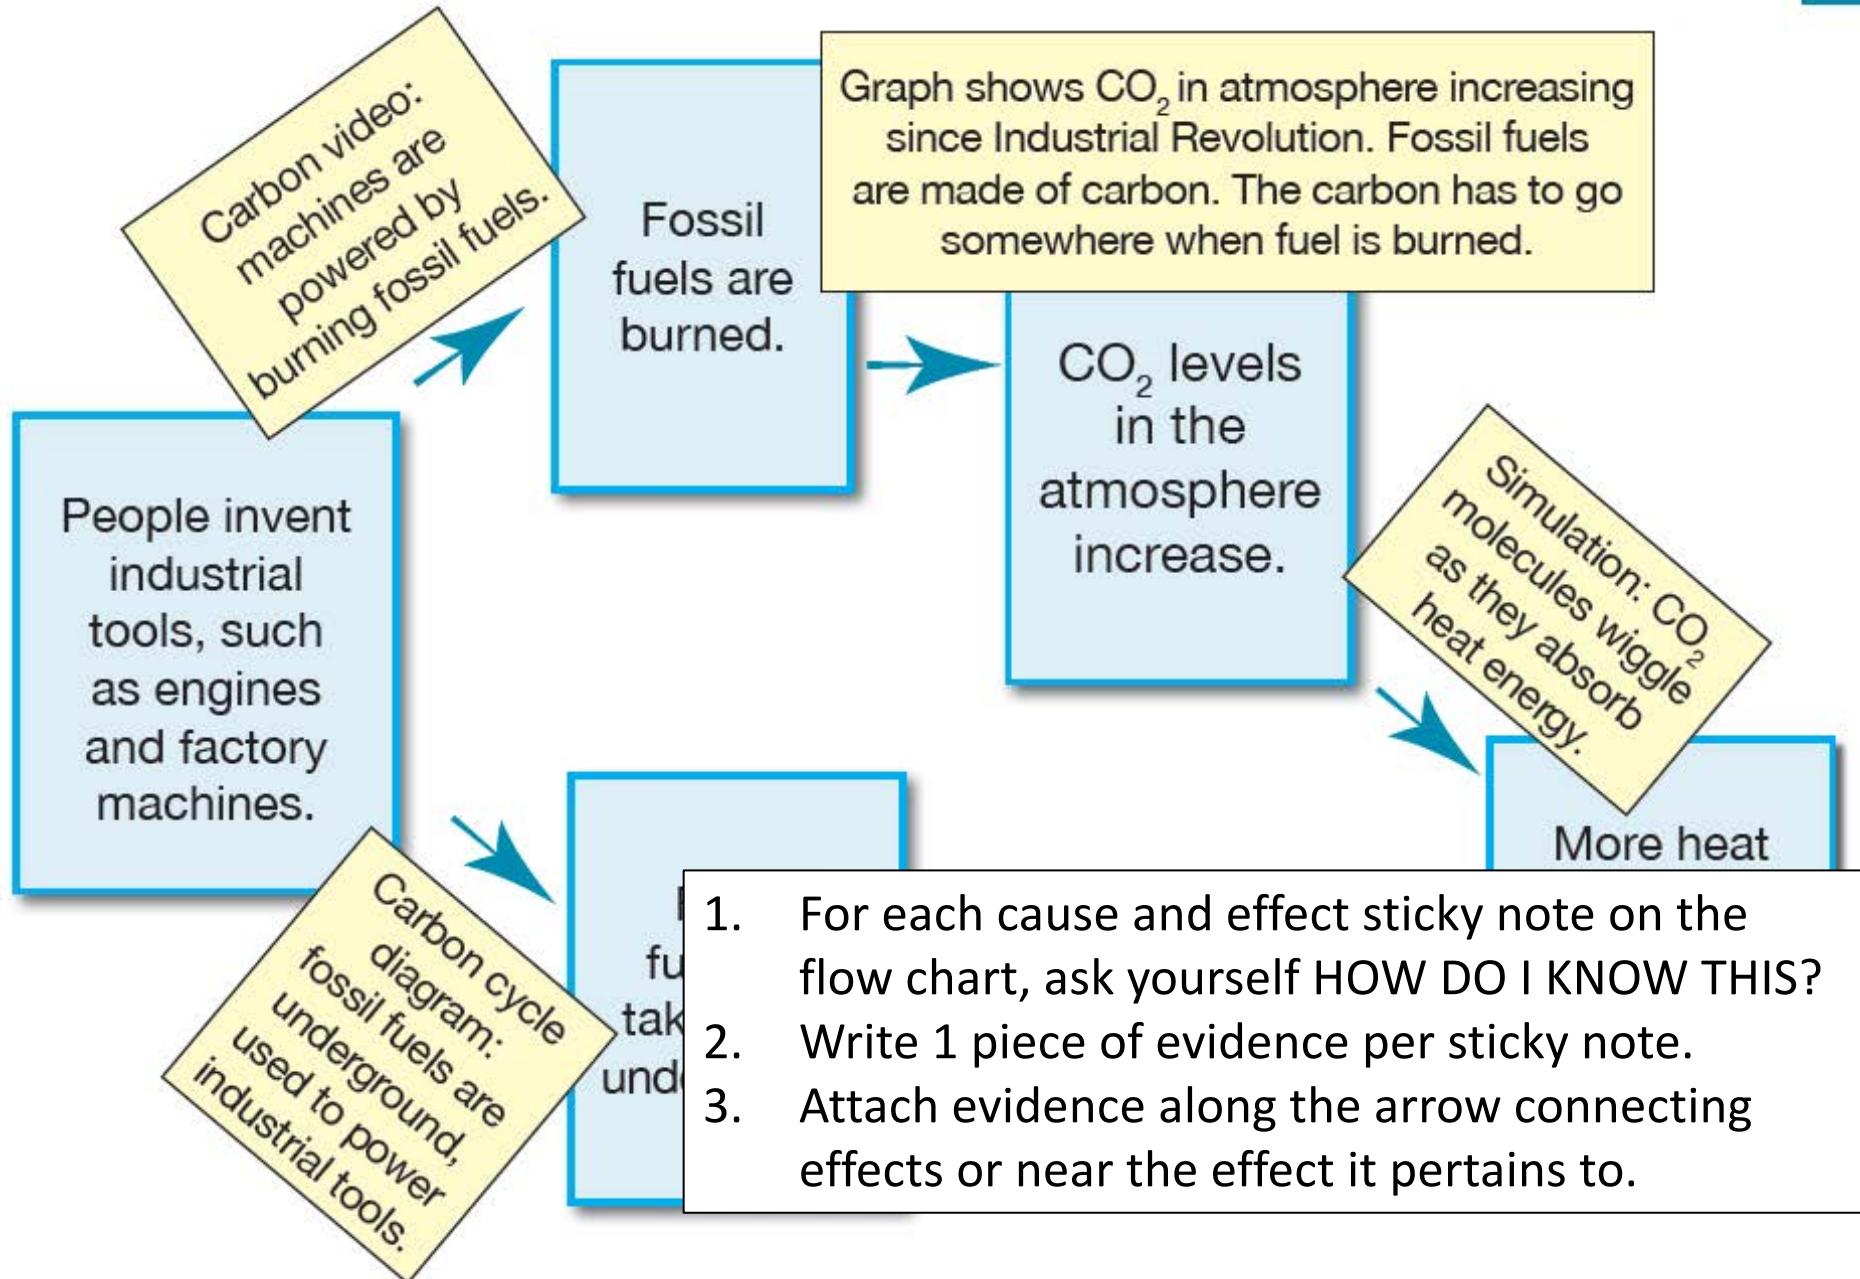 Carbon video:
machines are
powered by
burning fossil fuels.
Fossil
fuels are
burned.
Graph shows CO₂ in atmosphere increasing
since Industrial Revolution. Fossil fuels
are made of carbon. The carbon has to go
somewhere when fuel is burned.
People invent
industrial
tools, such
as engines
and factory
machines.
CO₂ levels
in the
atmosphere
increase.
Simulation: CO₂
molecules wiggle
as they absorb
heat energy.
More heat
Carbon cycle
diagram:
fossil fuels are
underground,
used to power
industrial tools.
1. For each cause and effect sticky note on the
flow chart, ask yourself HOW DO I KNOW THIS?
2. Write 1 piece of evidence per sticky note.
3. Attach evidence along the arrow connecting
effects or near the effect it pertains to.